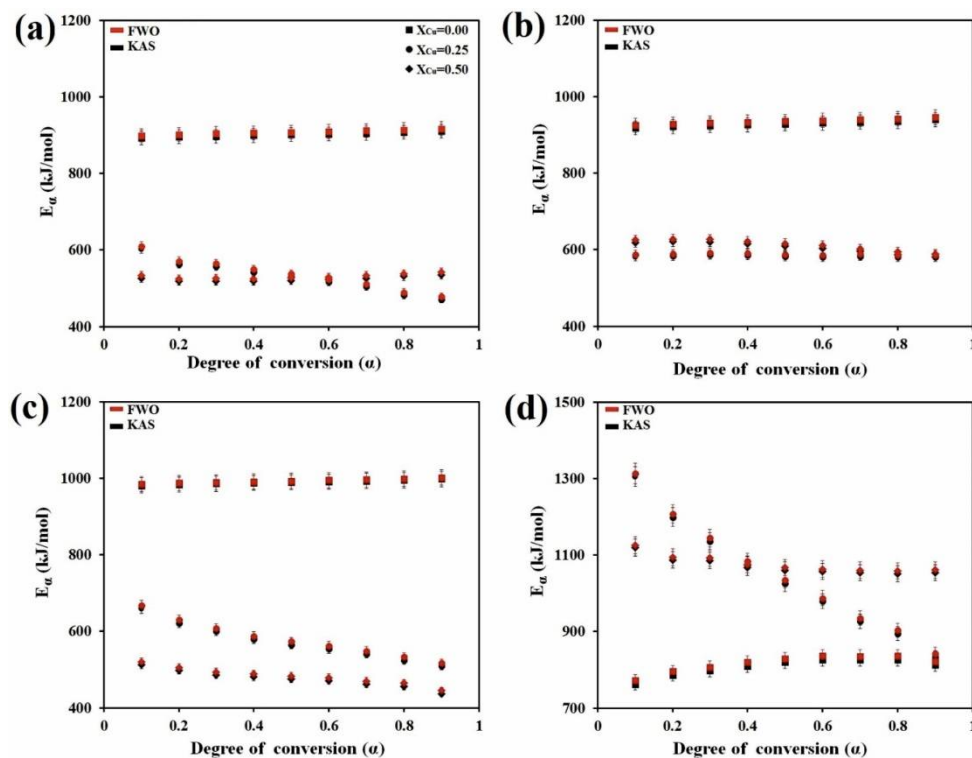 (a)
1200
1000
800
600
400
Eα (kJ/mol)
FWO
KAS
XCu=0.00
XCu=0.25
XCu=0.50
0.2 0.4 0.6 0.8 1
Degree of conversion (α)
(b)
1200
1000
800
600
400
Eα (kJ/mol)
FWO
KAS
0 0.2 0.4 0.6 0.8 1
Degree of conversion (α)
(c)
1200
1000
800
600
400
Eα (kJ/mol)
FWO
KAS
0 0.2 0.4 0.6 0.8 1
Degree of conversion (α)
(d)
1500
1300
1100
900
700
Eα (kJ/mol)
FWO
KAS
0 0.2 0.4 0.6 0.8 1
Degree of conversion (α)